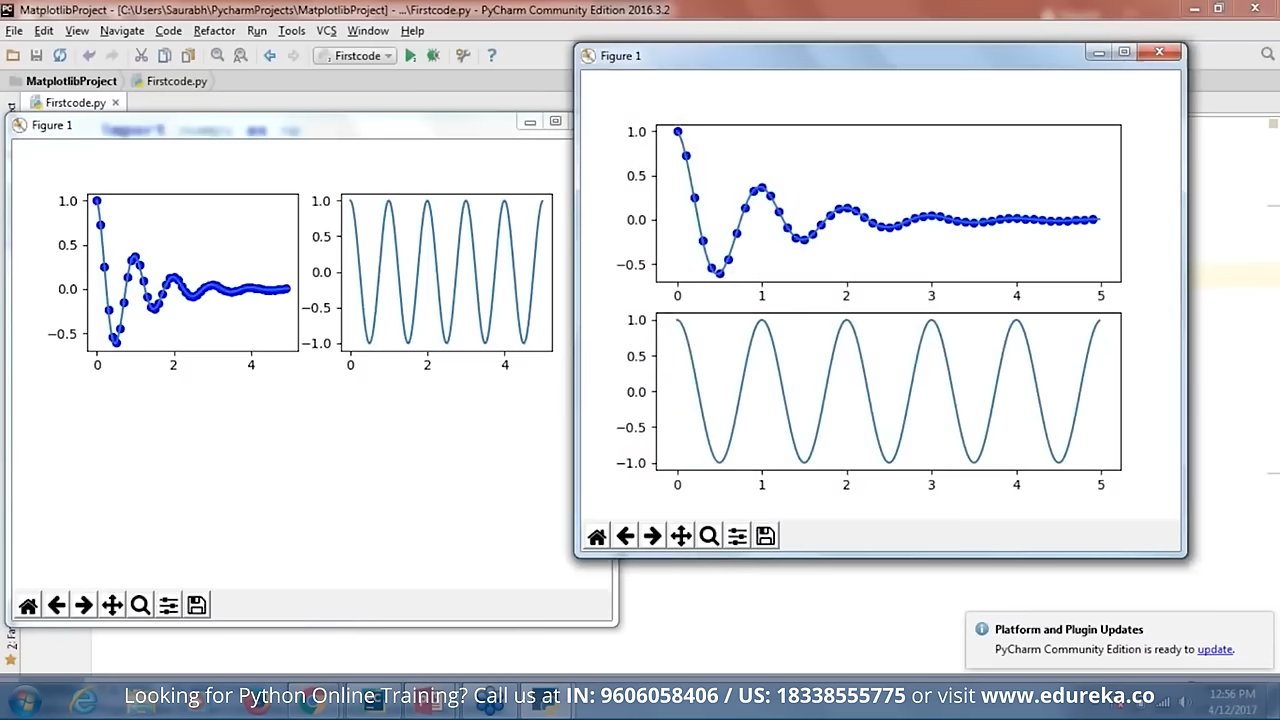 MatplotlibProject - [C:\Users\Saurabh\PycharmProjects\MatplotlibProject] - ...\Firstcode.py - PyCharm Community Edition 2016.3.2
File Edit View Navigate Code Refactor Run Tools VCS Window Help
Firstcode
MatplotlibProject Firstcode.py
Firstcode.py
Figure 1
import numpy as np
1.0
0.5
0.0
−0.5
0 2 4
1.0
0.5
0.0
−0.5
−1.0
0 2 4
Figure 1
1.0
0.5
0.0
−0.5
0 1 2 3 4 5
1.0
0.5
0.0
−0.5
−1.0
0 1 2 3 4 5
Platform and Plugin Updates
PyCharm Community Edition is ready to update.
Looking for Python Online Training? Call us at IN: 9606058406 / US: 18338555775 or visit www.edureka.co
12:56 PM
4/12/2017